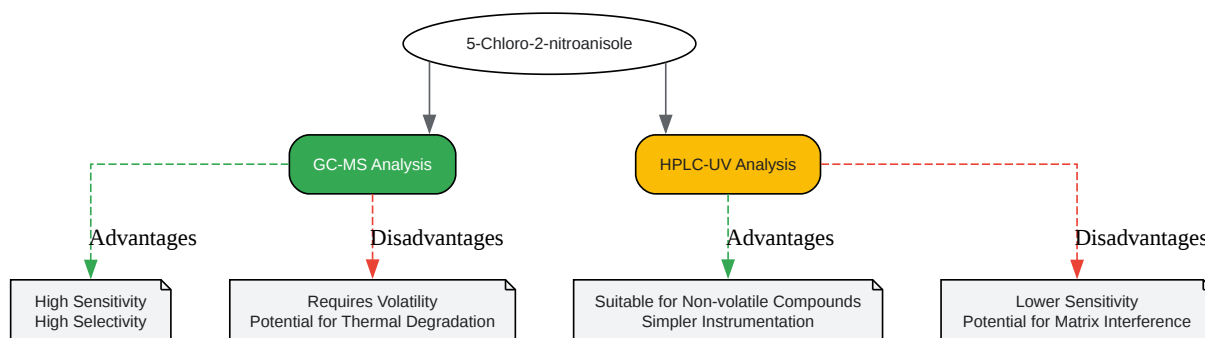 5-Chloro-2-nitroanisole
GC-MS Analysis
HPLC-UV Analysis
Advantages
Disadvantages
Advantages
Disadvantages
High Sensitivity
High Selectivity
Requires Volatility
Potential for Thermal Degradation
Suitable for Non-volatile Compounds
Simpler Instrumentation
Lower Sensitivity
Potential for Matrix Interference